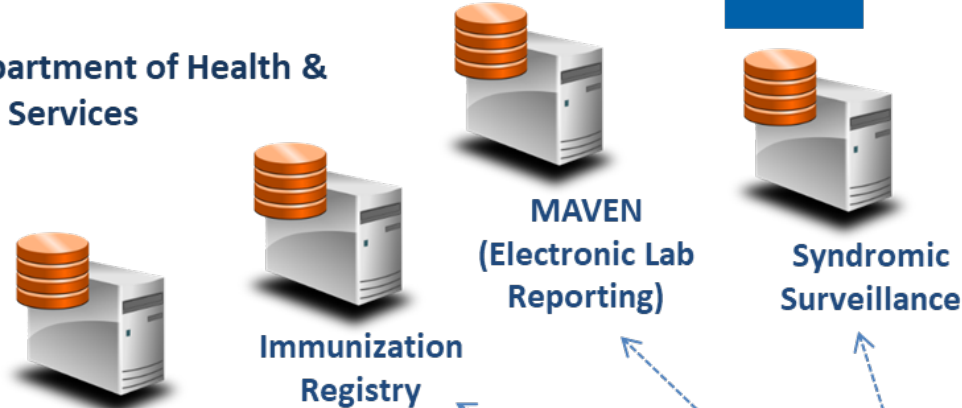 partment of Health &
Services
MAVEN
(Electronic Lab
Reporting)
Syndromic
Surveillance
Immunization
Registry